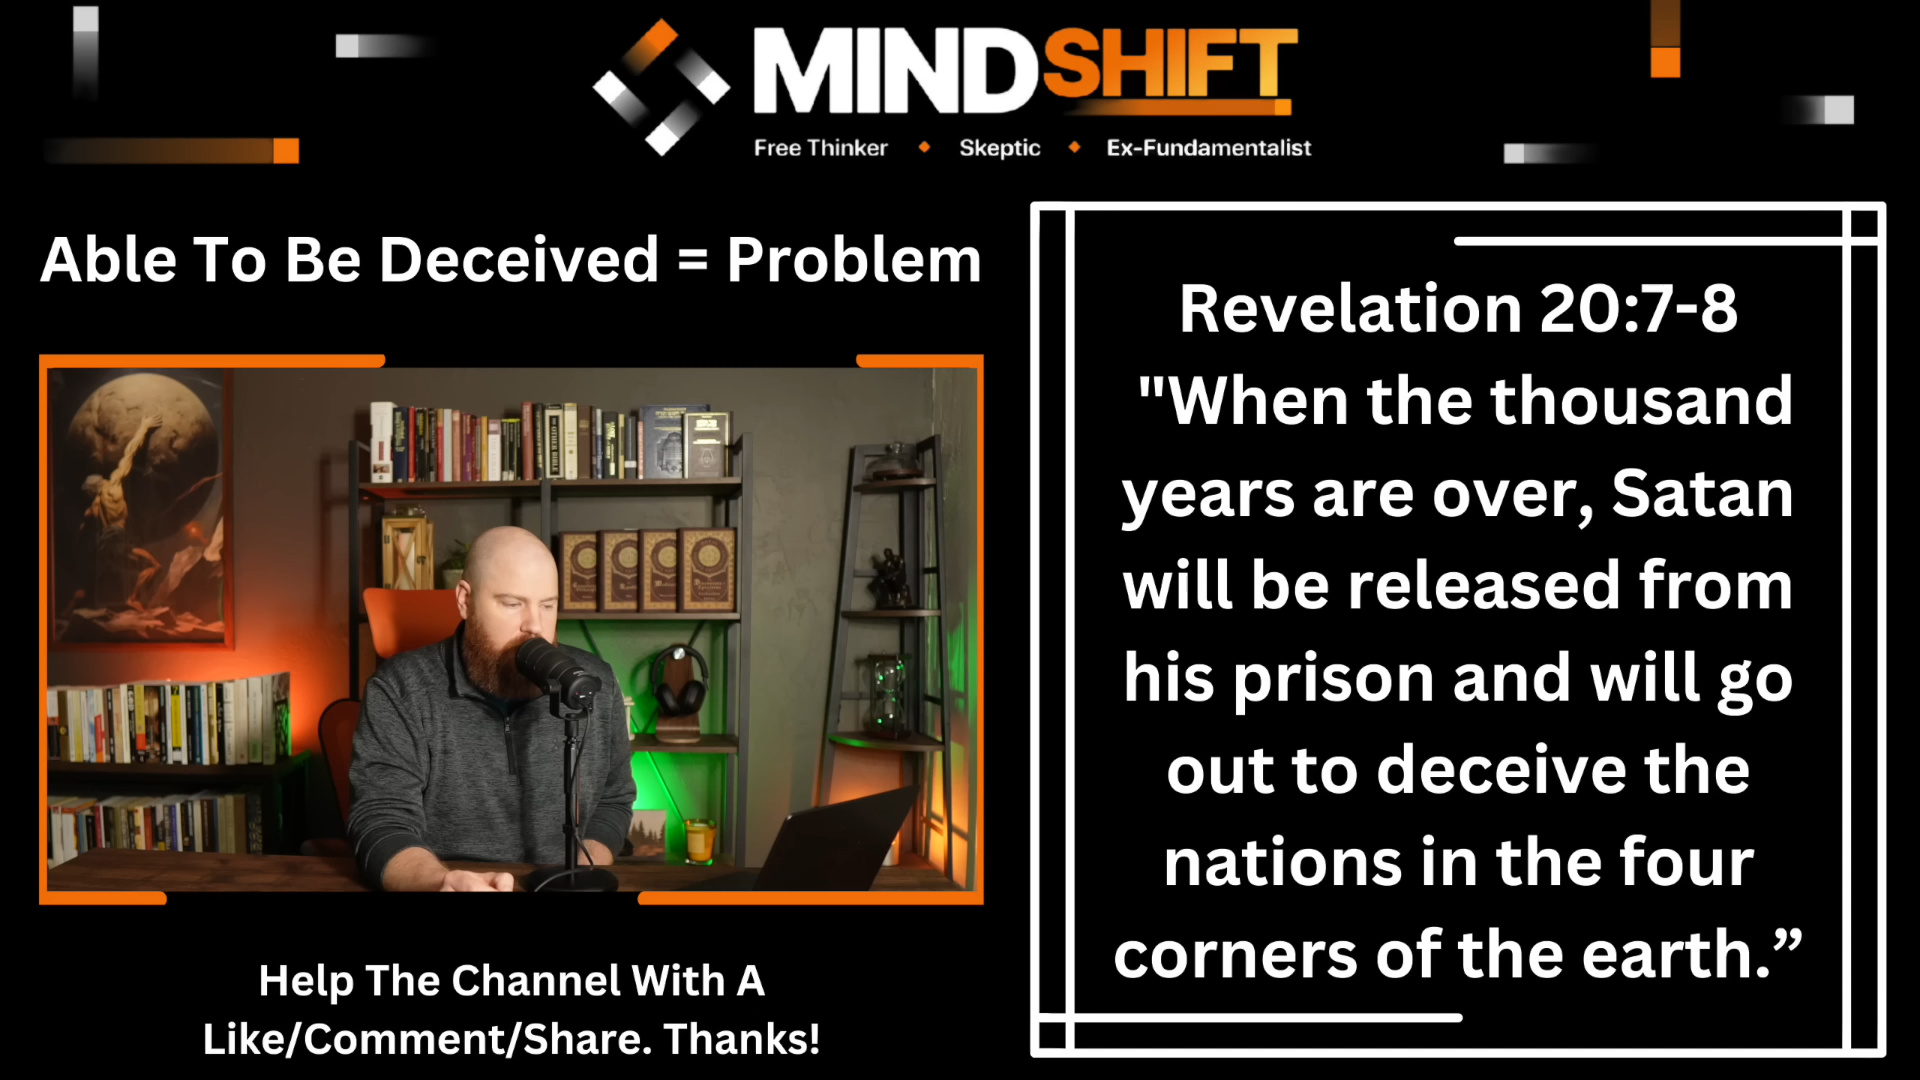 MINDSHIFT
Free Thinker ◆ Skeptic ◆ Ex-Fundamentalist
Able To Be Deceived = Problem
Help The Channel With A
Like/Comment/Share. Thanks!
Revelation 20:7-8
"When the thousand
years are over, Satan
will be released from
his prison and will go
out to deceive the
nations in the four
corners of the earth.”